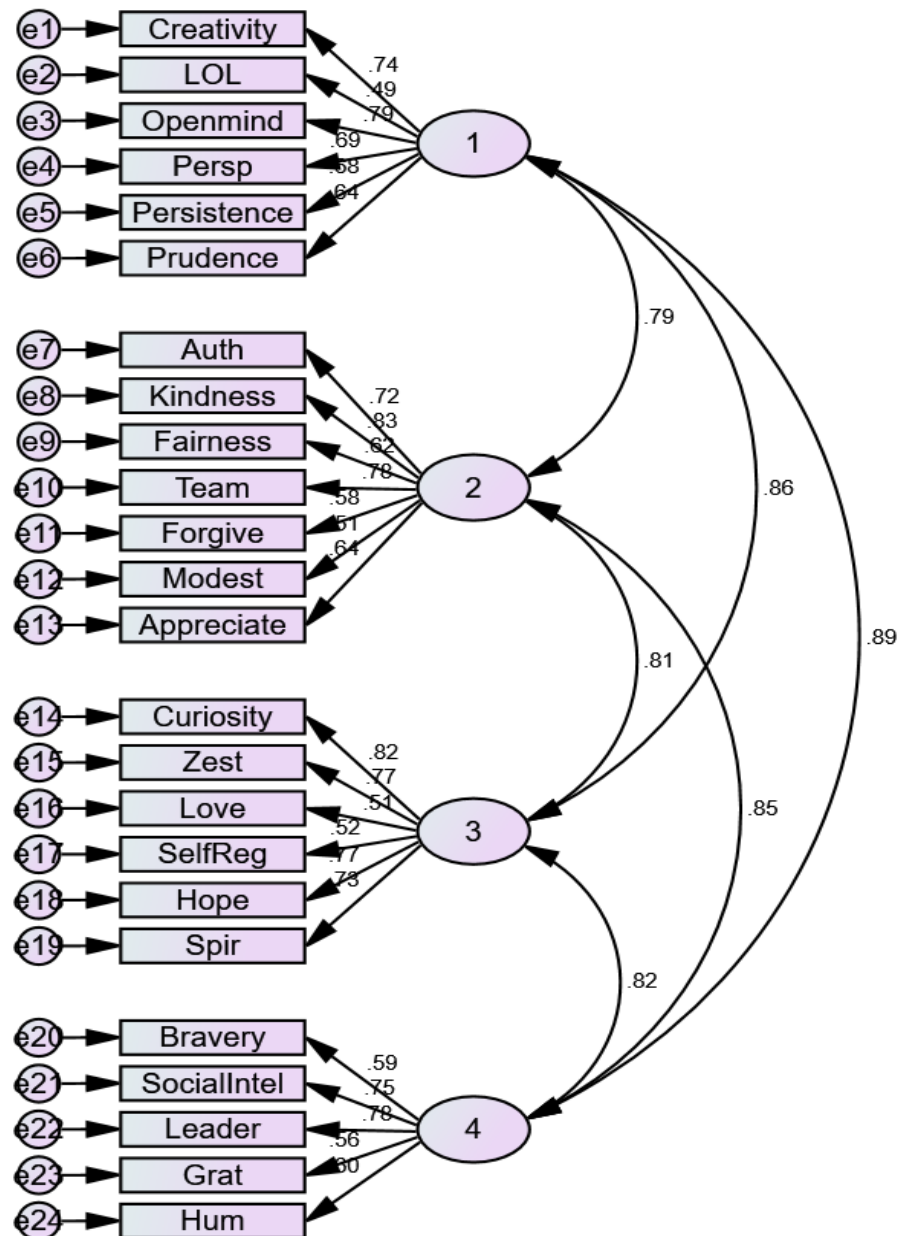 e1 Creativity
.74
e2 LOL
.49
e3 Openmind
.79
1
.69
e4 Persp
.58
.64
e5 Persistence
e6 Prudence
.79
e7 Auth
.72
e8 Kindness
.83
e9 Fairness
.62
.78
e10 Team
2
.86
.58
e11 Forgive
.51
.64
e12 Modest
e13 Appreciate
.89
.81
e14 Curiosity
.82
e15 Zest
.77
e16 Love
.51
.85
.52
3
e17 SelfReg
.77
.73
e18 Hope
e19 Spir
.82
e20 Bravery
.59
e21 SocialIntel
.75
.78
e22 Leader
4
.56
.60
e23 Grat
e24 Hum